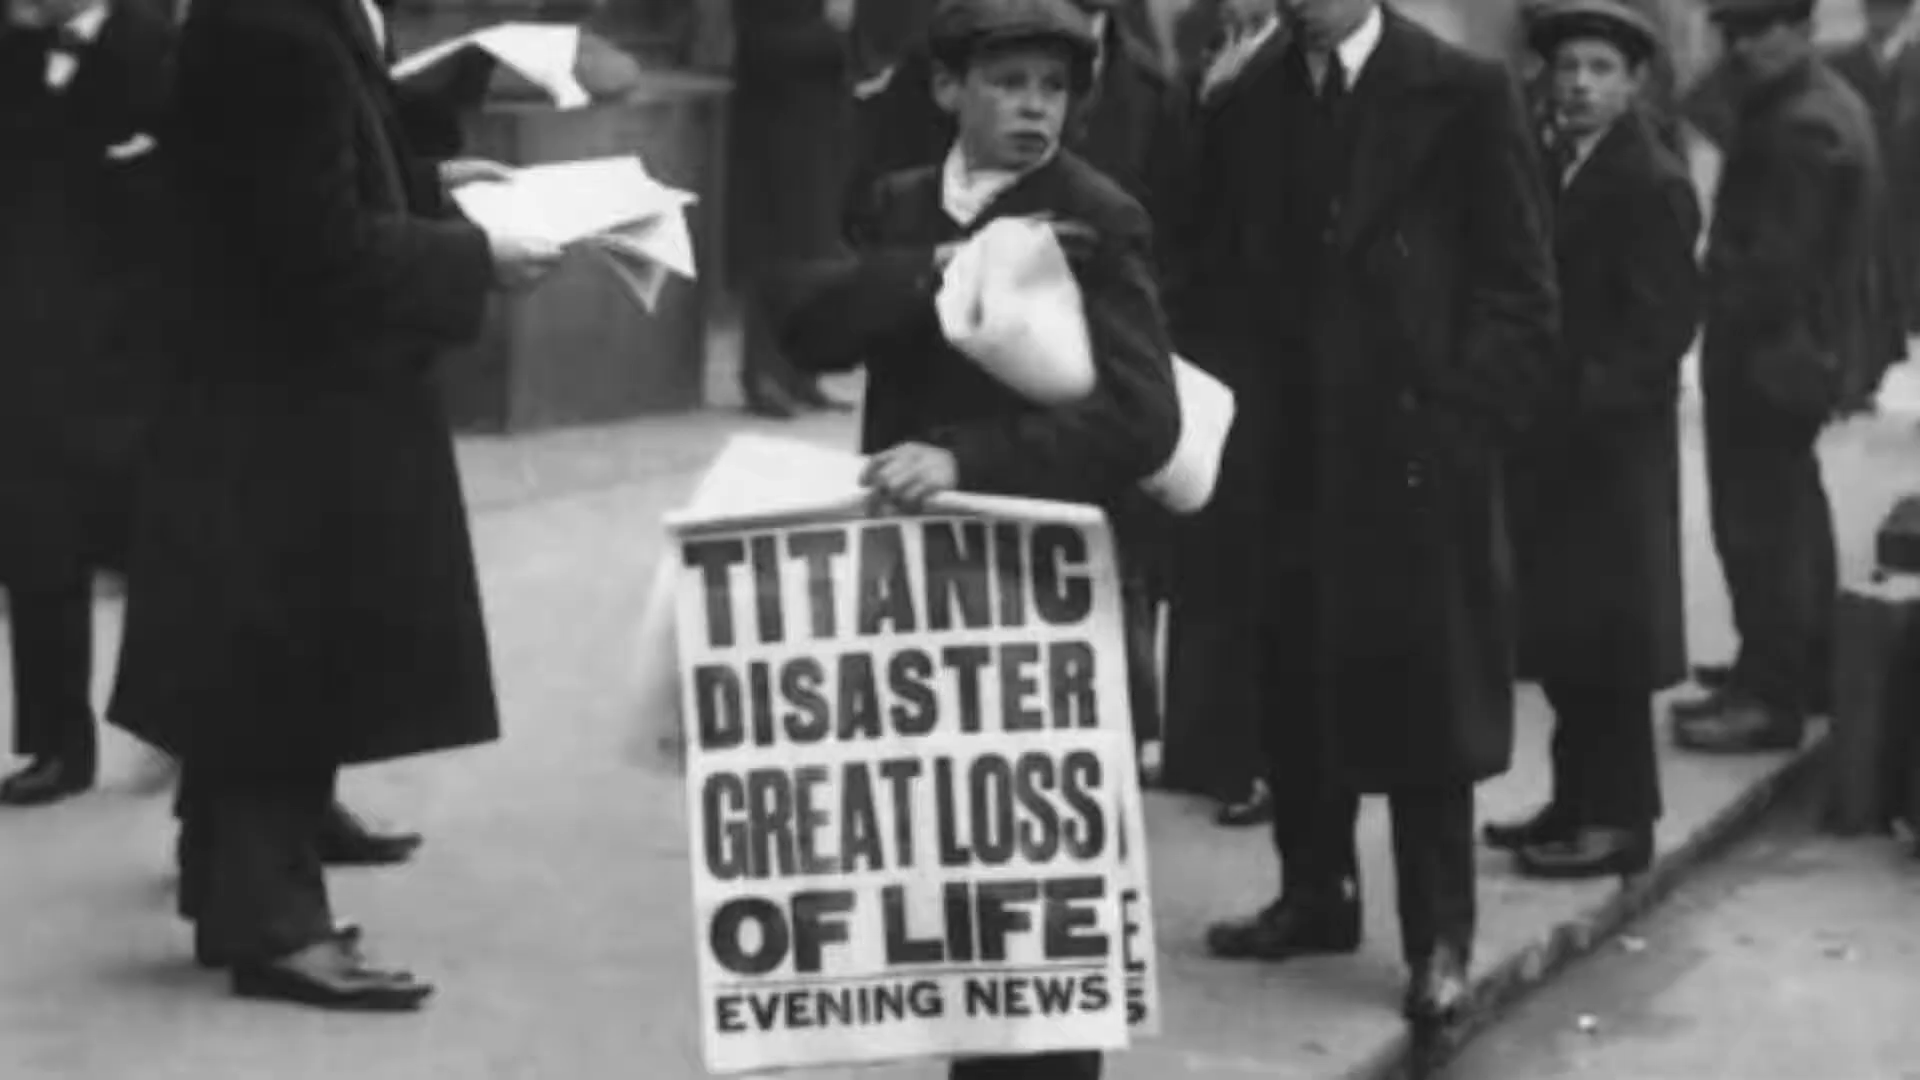 TITANIC
DISASTER
GREAT LOSS
OF LIFE
EVENING NEWS